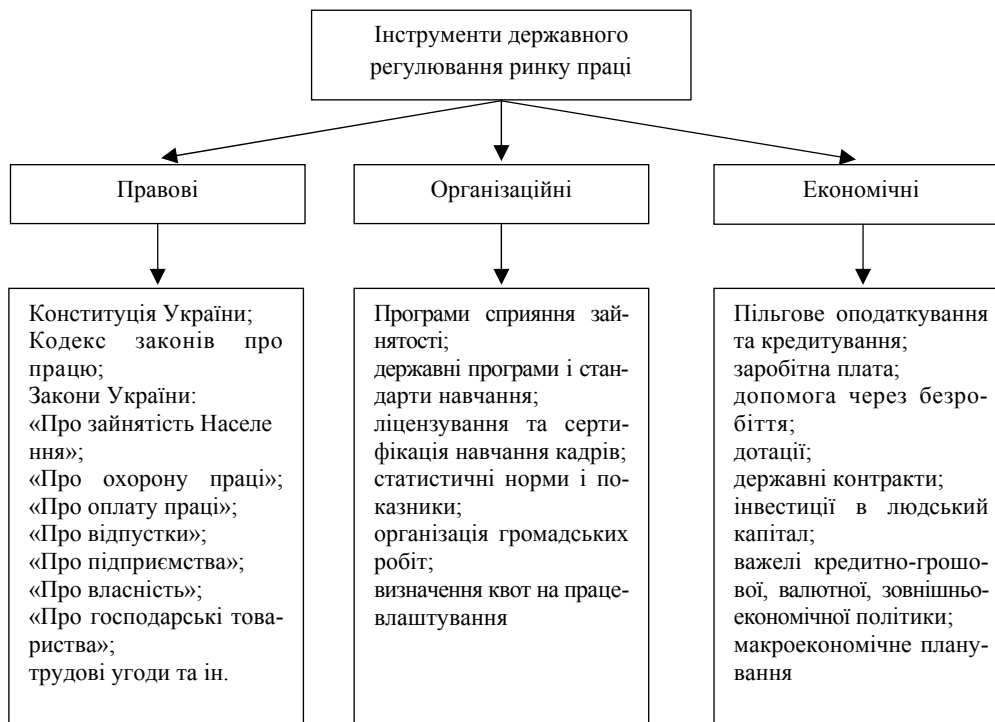 Інструменти державного
регулювання ринку праці
Правові
Організаційні
Економічні
Конституція України;
Кодекс законів про
працю;
Закони України:
«Про зайнятість Населе
ння»;
«Про охорону праці»;
«Про оплату праці»;
«Про відпустки»;
«Про підприємства»;
«Про власність»;
«Про господарські това-
риства»;
трудові угоди та ін.
Програми сприяння зай-
нятості;
державні програми і стан-
дарти навчання;
ліцензування та серти-
фікація навчання кадрів;
статистичні норми і по-
казники;
організація громадських
робіт;
визначення квот на праце-
влаштування
Пільгове оподаткування
та кредитування;
заробітна плата;
допомога через безро-
біття;
дотації;
державні контракти;
інвестиції в людський
капітал;
важелі кредитно-грошо-
вої, валютної, зовнішньо-
економічної політики;
макроекономічне плану-
вання